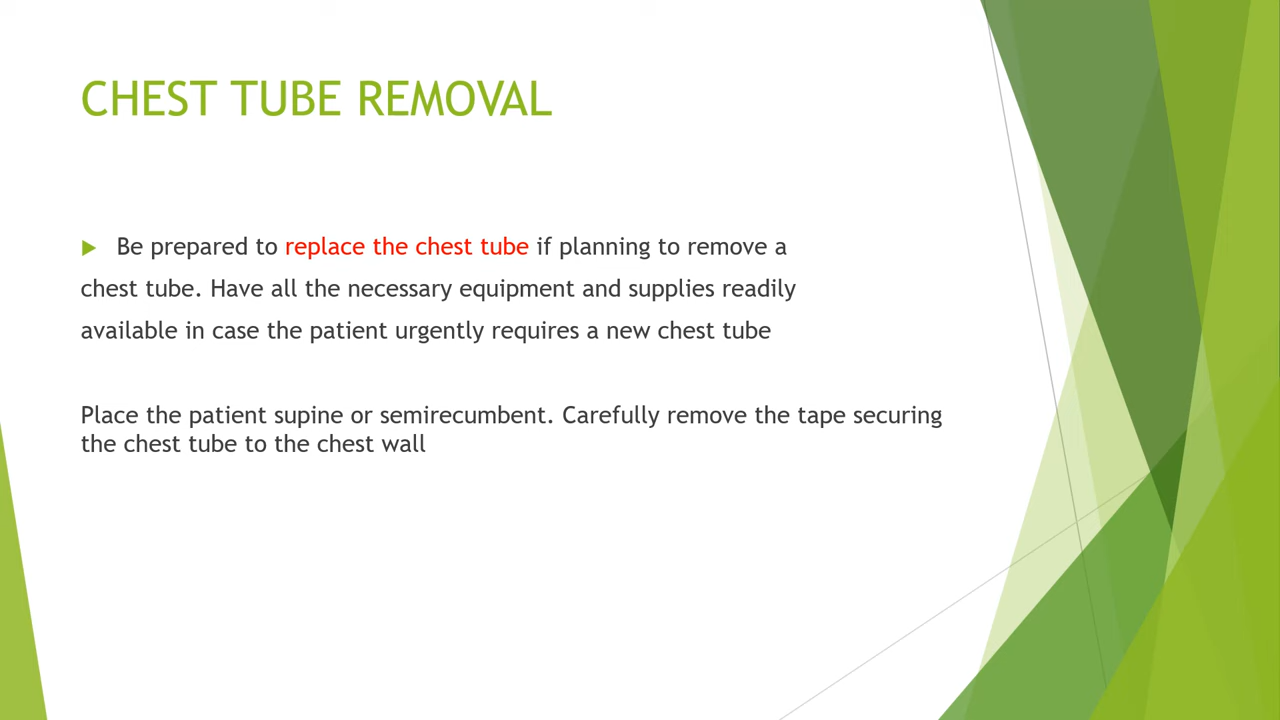 CHEST TUBE REMOVAL
Be prepared to replace the chest tube if planning to remove a
chest tube. Have all the necessary equipment and supplies readily
available in case the patient urgently requires a new chest tube
Place the patient supine or semirecumbent. Carefully remove the tape securing
the chest tube to the chest wall